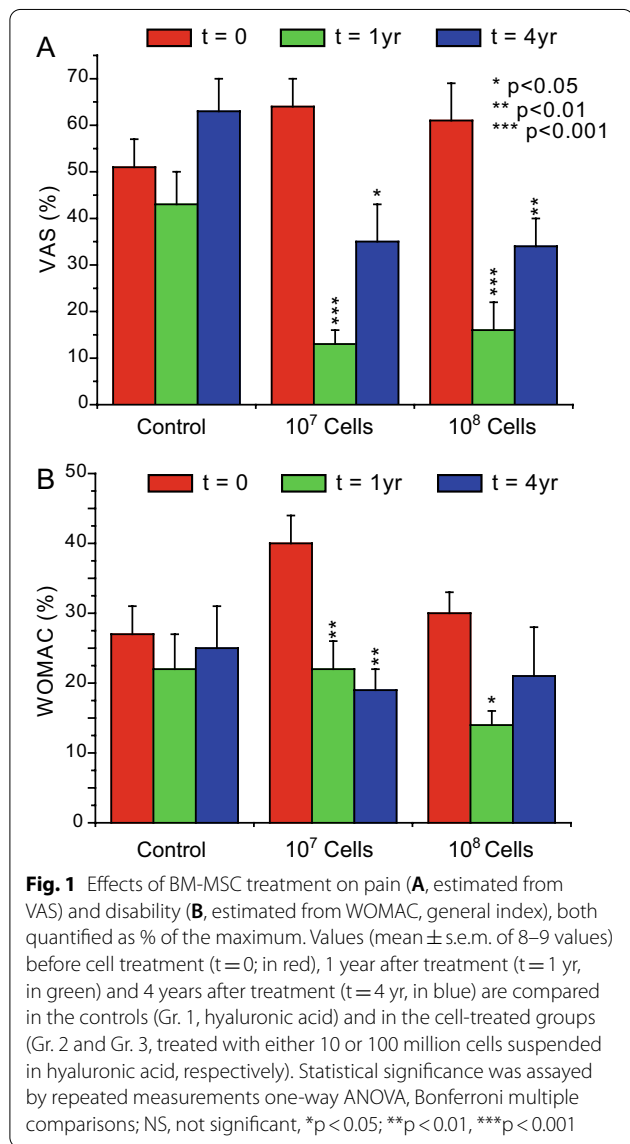 A
t = 0 t = 1yr t = 4yr
* p<0.05
** p<0.01
*** p<0.001
VAS (%)
70
60
50
40
30
20
10
0
***
*
***
**
Control 10⁷ Cells 10⁸ Cells
B
t = 0 t = 1yr t = 4yr
WOMAC (%)
50
40
30
20
10
0
**
**
*
Control 10⁷ Cells 10⁸ Cells
Fig. 1 Effects of BM-MSC treatment on pain (A, estimated from
VAS) and disability (B, estimated from WOMAC, general index), both
quantified as % of the maximum. Values (mean ± s.e.m. of 8–9 values)
before cell treatment (t = 0; in red), 1 year after treatment (t = 1 yr,
in green) and 4 years after treatment (t = 4 yr, in blue) are compared
in the controls (Gr. 1, hyaluronic acid) and in the cell-treated groups
(Gr. 2 and Gr. 3, treated with either 10 or 100 million cells suspended
in hyaluronic acid, respectively). Statistical significance was assayed
by repeated measurements one-way ANOVA, Bonferroni multiple
comparisons; NS, not significant, *p < 0.05; **p < 0.01, ***p < 0.001